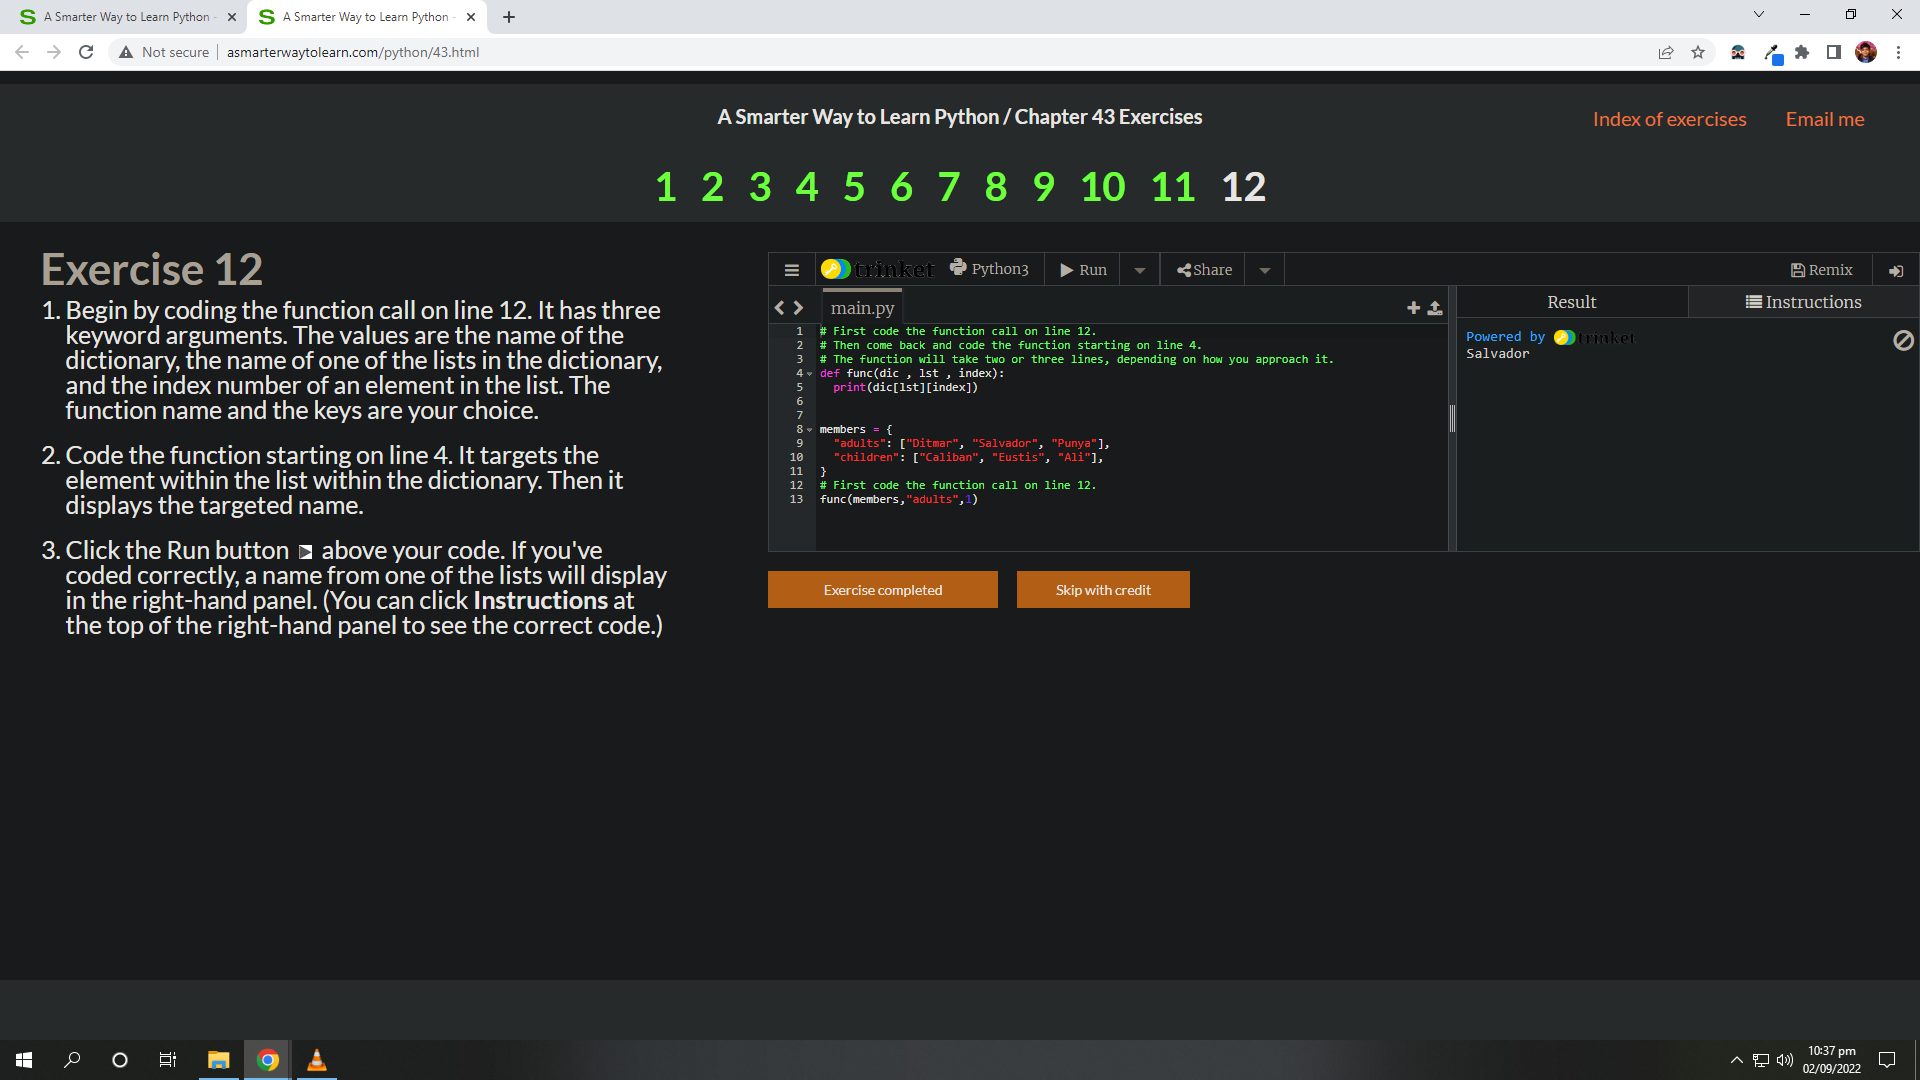 A Smarter Way to Learn Python -
A Smarter Way to Learn Python -
Not secure
asmarterwaytolearn.com/python/43.html
A Smarter Way to Learn Python / Chapter 43 Exercises
Index of exercises
Email me
1 2 3 4 5 6 7 8 9 10 11 12
Exercise 12
1. Begin by coding the function call on line 12. It has three
keyword arguments. The values are the name of the
dictionary, the name of one of the lists in the dictionary,
and the index number of an element in the list. The
function name and the keys are your choice.
2. Code the function starting on line 4. It targets the
element within the list within the dictionary. Then it
displays the targeted name.
3. Click the Run button above your code. If you've
coded correctly, a name from one of the lists will display
in the right-hand panel. (You can click Instructions at
the top of the right-hand panel to see the correct code.)
trinket Python3 Run Share Remix
main.py
1 # First code the function call on line 12.
2 # Then come back and code the function starting on line 4.
3 # The function will take two or three lines, depending on how you approach it.
4 def func(dic , lst , index):
5 print(dic[lst][index])
6
7
8 members = {
9 "adults": ["Ditmar", "Salvador", "Punya"],
10 "children": ["Caliban", "Eustis", "Ali"],
11 }
12 # First code the function call on line 12.
13 func(members,"adults",1)
Result
Instructions
Powered by trinket
Salvador
Exercise completed
Skip with credit
10:37 pm
02/09/2022